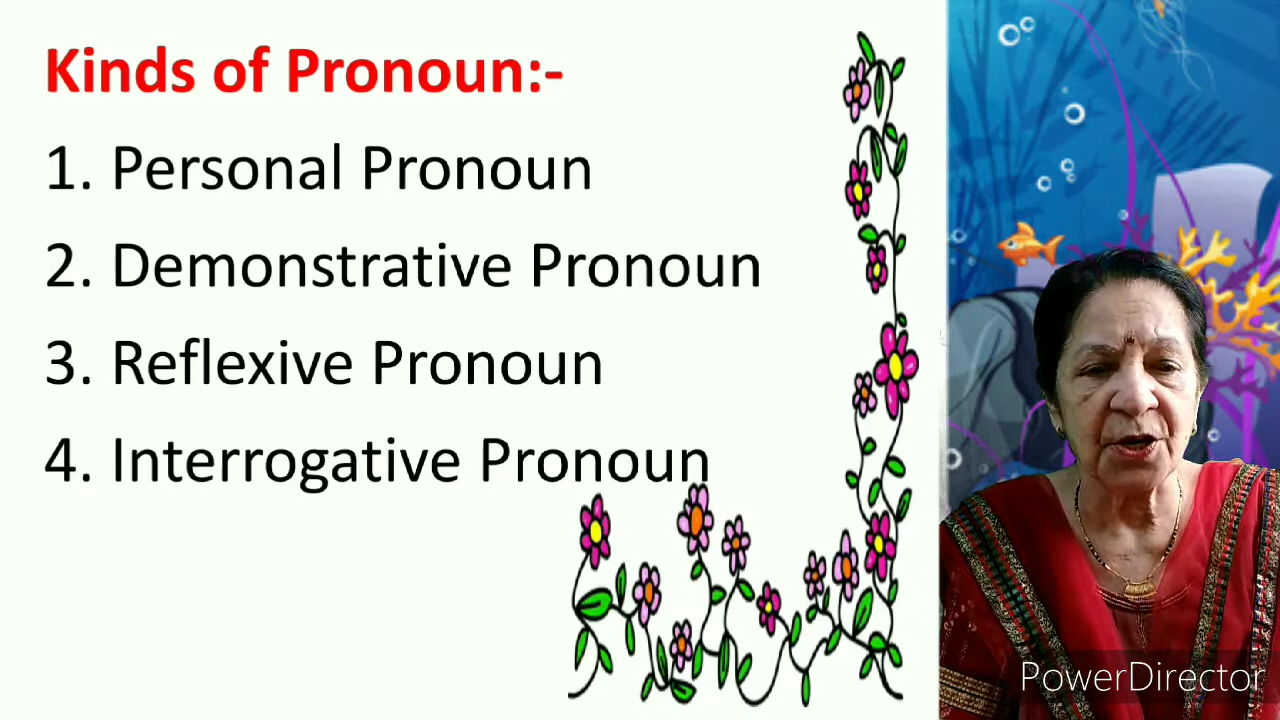 Kinds of Pronoun:-
1. Personal Pronoun
2. Demonstrative Pronoun
3. Reflexive Pronoun
4. Interrogative Pronoun
PowerDirector